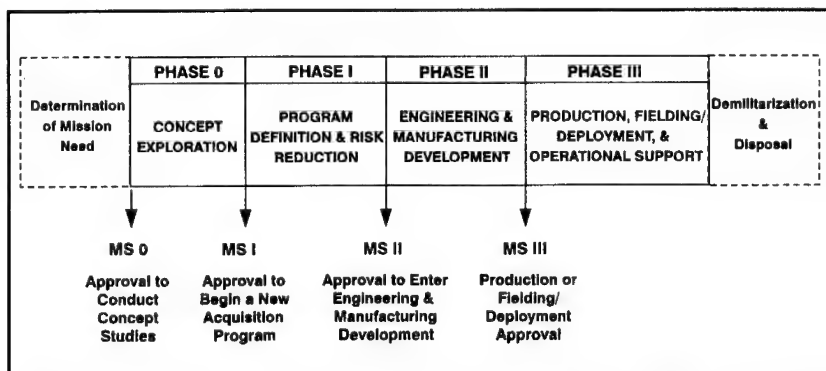 PHASE 0
PHASE I
PHASE II
PHASE III
Determination
of Mission
Need
CONCEPT
EXPLORATION
PROGRAM
DEFINITION & RISK
REDUCTION
ENGINEERING &
MANUFACTURING
DEVELOPMENT
PRODUCTION, FIELDING/
DEPLOYMENT, &
OPERATIONAL SUPPORT
Demilitarization
&
Disposal
MS 0
Approval to
Conduct
Concept
Studies
MS I
Approval to
Begin a New
Acquisition
Program
MS II
Approval to Enter
Engineering &
Manufacturing
Development
MS III
Production or
Fielding/
Deployment
Approval